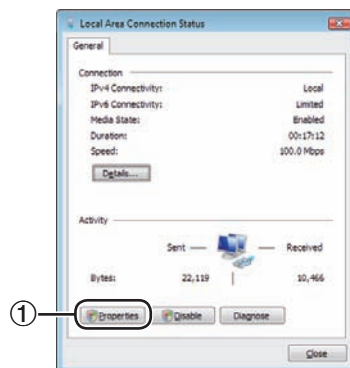 Local Area Connection Status
General
Connection
IPv4 Connectivity: Local
IPv6 Connectivity: Limited
Media State: Enabled
Duration: 00:17:12
Speed: 100.0 Mbps
Details...
Activity
Sent — — Received
Bytes: 22,119 | 10,466
① Properties Disable Diagnose
Close